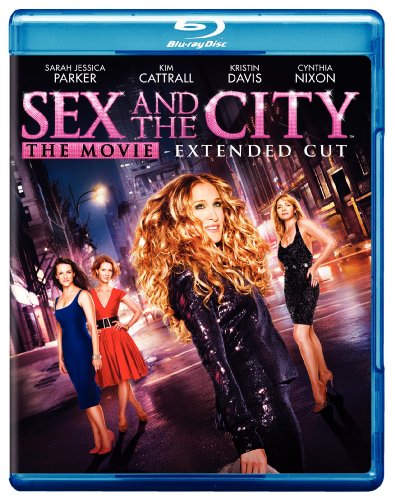 Blu-ray Disc
SARAH JESSICA KIM KRISTIN CYNTHIA
PARKER CATTRALL DAVIS NIXON
SEX AND THE CITY™
THE MOVIE - EXTENDED CUT